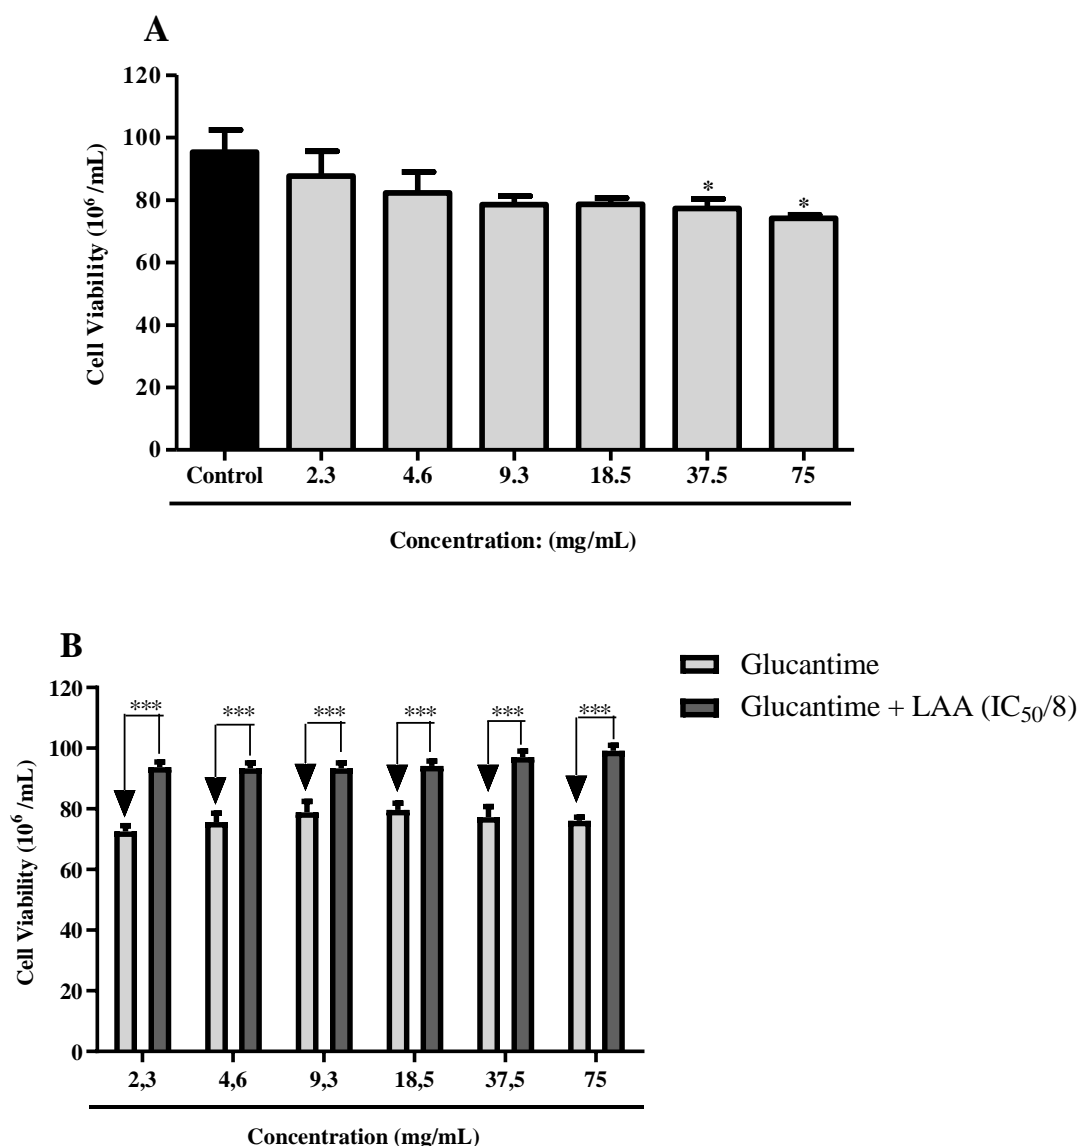 A
120
100
80
60
40
20
0
Cell Viability (10⁶ /mL)
* *
Control 2.3 4.6 9.3 18.5 37.5 75
Concentration: (mg/mL)
B
Glucantime
Glucantime + LAA (IC₅₀/8)
120
100
80
60
40
20
0
Cell Viability (10⁶ /mL)
*** *** *** *** *** ***
2,3 4,6 9,3 18,5 37,5 75
Concentration (mg/mL)